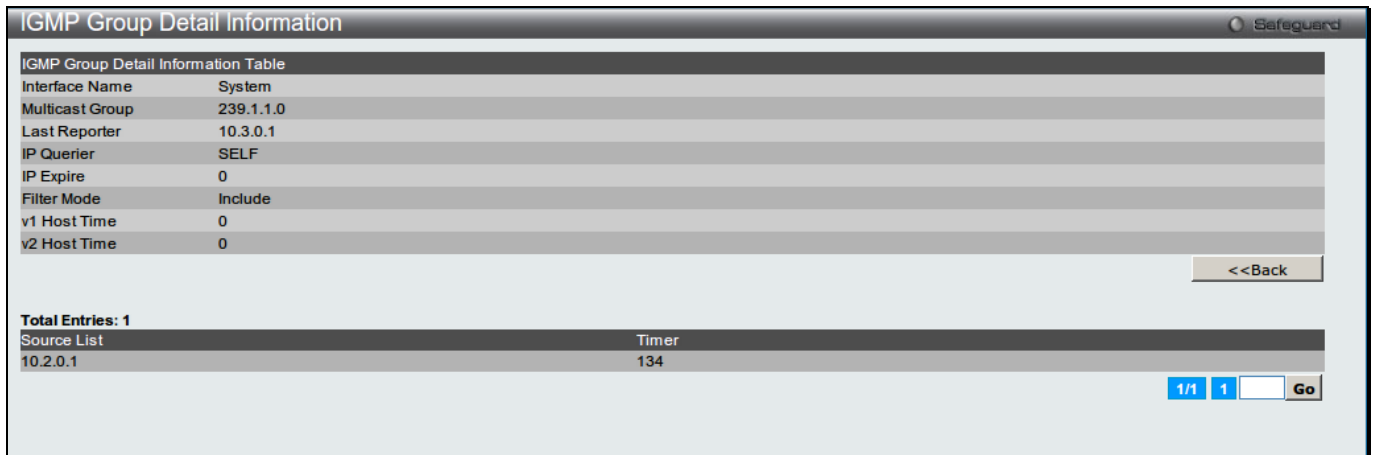 IGMP Group Detail Information
Safeguard
IGMP Group Detail Information Table
Interface Name System
Multicast Group 239.1.1.0
Last Reporter 10.3.0.1
IP Querier SELF
IP Expire 0
Filter Mode Include
v1 Host Time 0
v2 Host Time 0
<<Back
Total Entries: 1
Source List Timer
10.2.0.1 134
1/1 1 Go